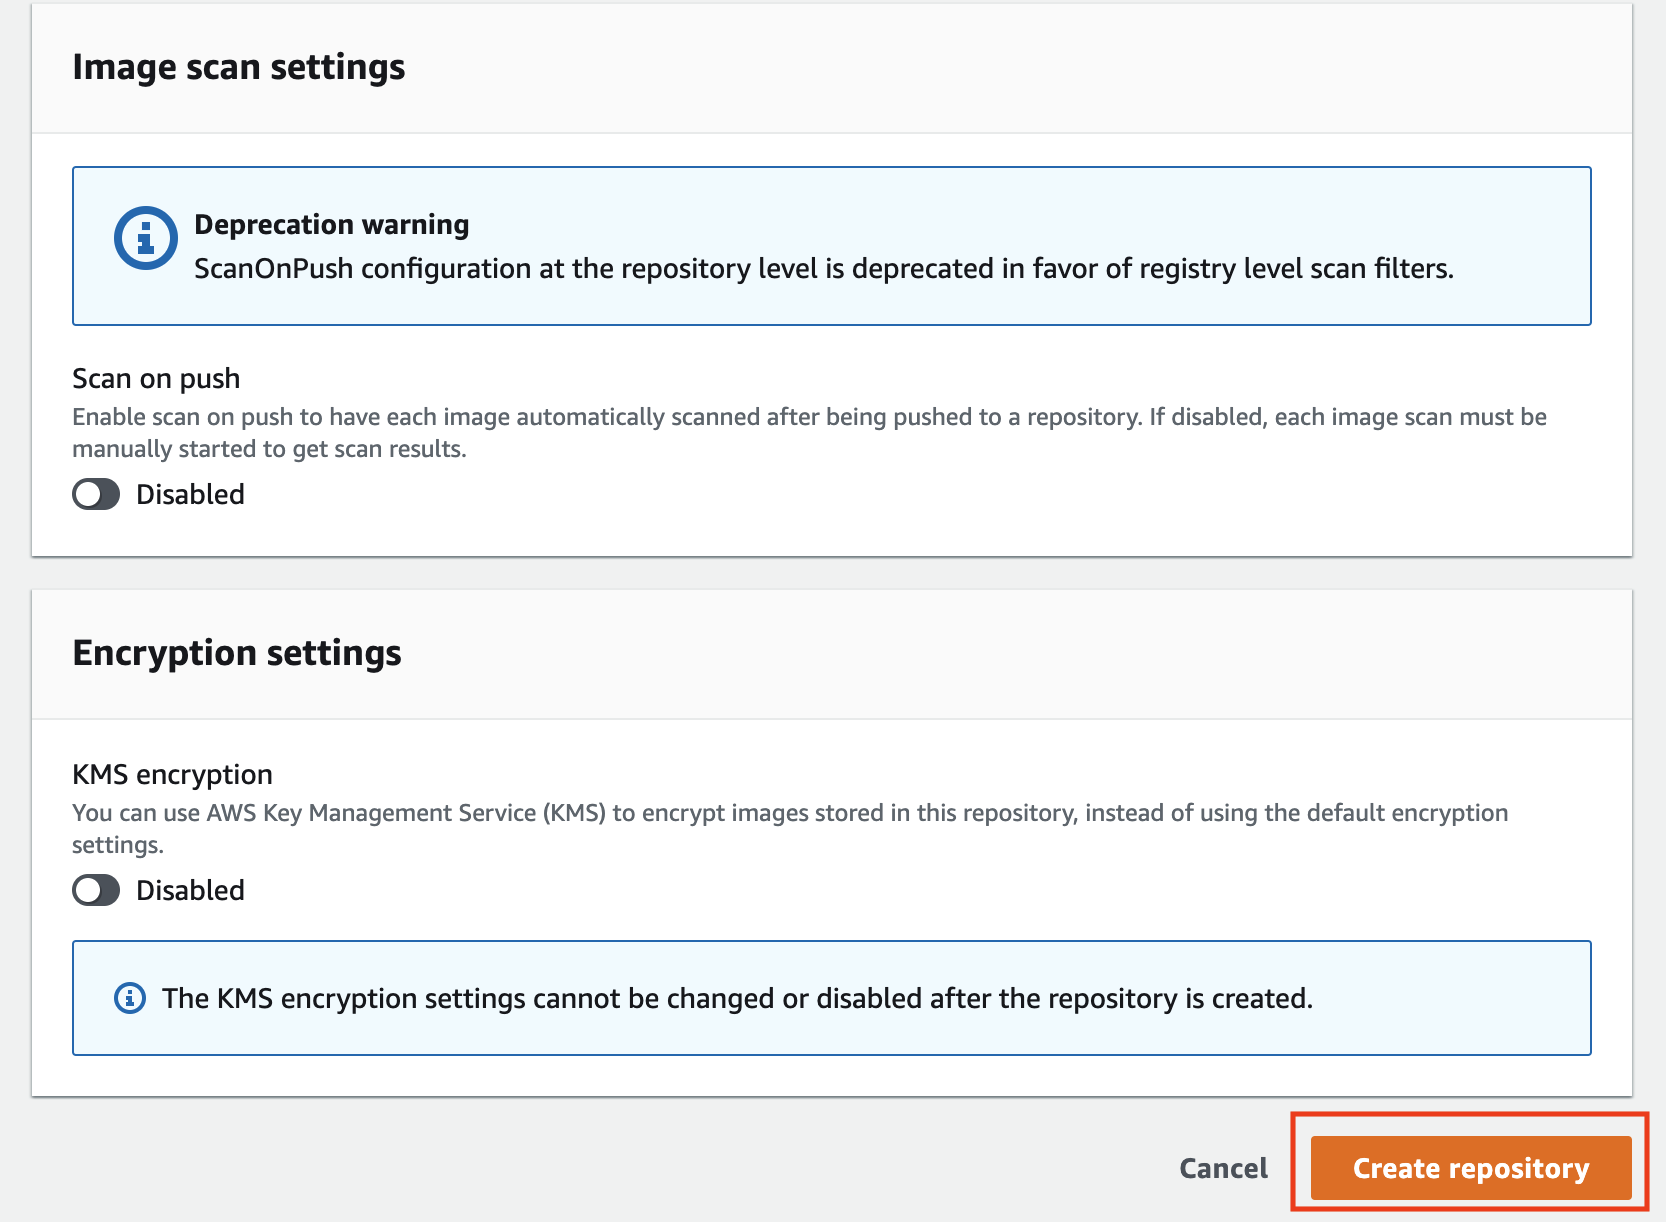 Image scan settings
Deprecation warning
ScanOnPush configuration at the repository level is deprecated in favor of registry level scan filters.
Scan on push
Enable scan on push to have each image automatically scanned after being pushed to a repository. If disabled, each image scan must be
manually started to get scan results.
Disabled
Encryption settings
KMS encryption
You can use AWS Key Management Service (KMS) to encrypt images stored in this repository, instead of using the default encryption
settings.
Disabled
The KMS encryption settings cannot be changed or disabled after the repository is created.
Cancel
Create repository